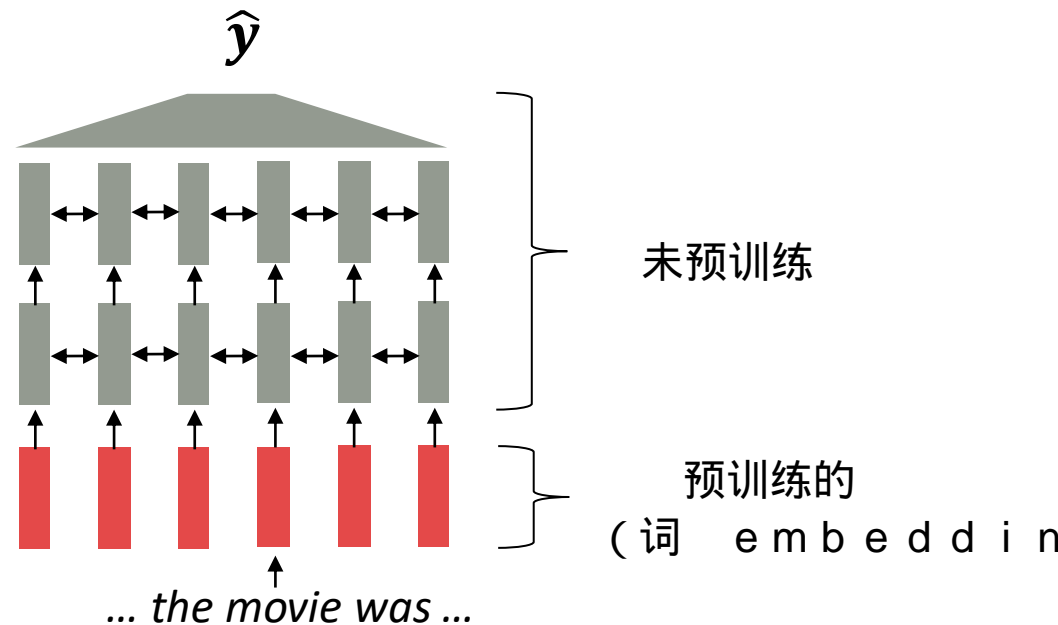 ŷ
未预训练
预训练的
(词 embeddin
... the movie was ...